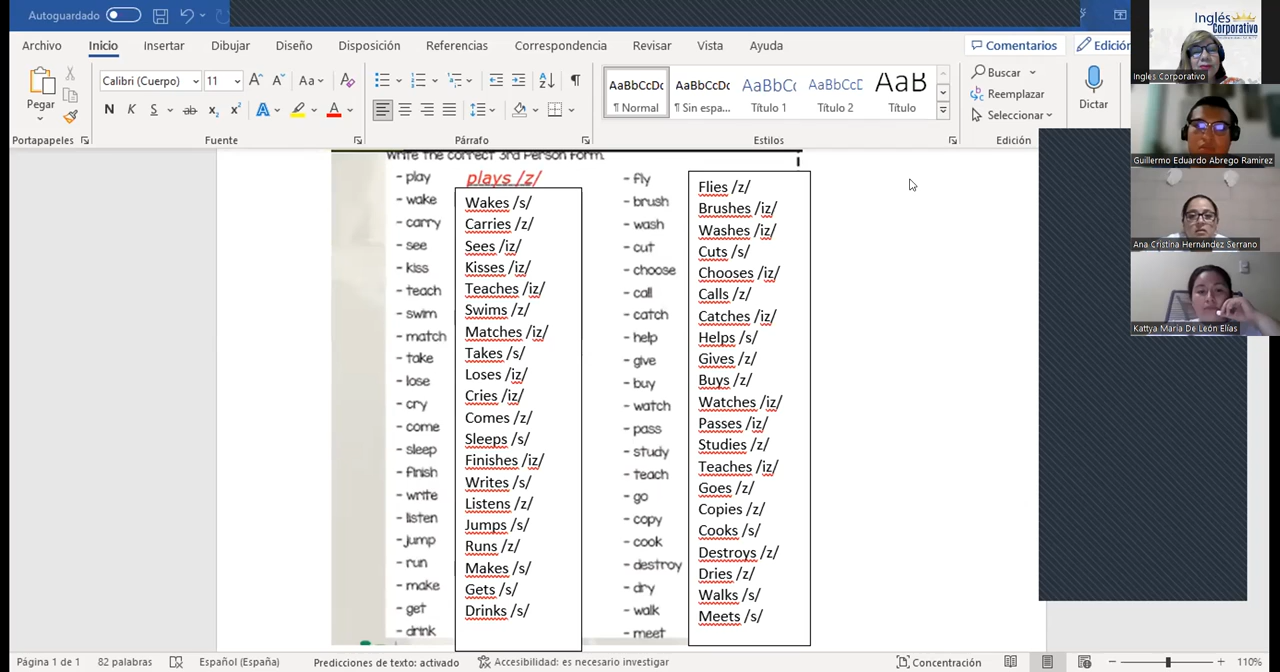 Autoguardado
Archivo Inicio Insertar Dibujar Diseño Disposición Referencias Correspondencia Revisar Vista Ayuda Comentarios Edición
Pegar
Calibri (Cuerpo) 11
Portapapeles Fuente Párrafo Estilos Edición
AaBbCcDc AaBbCcDc AaBbCc AaBbCcD AaB
¶ Normal ¶ Sin espa... Título 1 Título 2 Título
Buscar
Reemplazar
Seleccionar
Dictar
Inglés Corporativo
Ingles Corporativo
Guillermo Eduardo Abrego Ramirez
Ana Cristina Hernández Serrano
Kattya María De León Elías
Write the correct 3rd Person Form.
- play plays /z/
- wake
- carry
- see
- kiss
- teach
- swim
- match
- take
- lose
- cry
- come
- sleep
- finish
- write
- listen
- jump
- run
- make
- get
- drink
Wakes /s/
Carries /z/
Sees /iz/
Kisses /iz/
Teaches /iz/
Swims /z/
Matches /iz/
Takes /s/
Loses /iz/
Cries /iz/
Comes /z/
Sleeps /s/
Finishes /iz/
Writes /s/
Listens /z/
Jumps /s/
Runs /z/
Makes /s/
Gets /s/
Drinks /s/
- fly
- brush
- wash
- cut
- choose
- call
- catch
- help
- give
- buy
- watch
- pass
- study
- teach
- go
- copy
- cook
- destroy
- dry
- walk
- meet
Flies /z/
Brushes /iz/
Washes /iz/
Cuts /s/
Chooses /iz/
Calls /z/
Catches /iz/
Helps /s/
Gives /z/
Buys /z/
Watches /iz/
Passes /iz/
Studies /z/
Teaches /iz/
Goes /z/
Copies /z/
Cooks /s/
Destroys /z/
Dries /z/
Walks /s/
Meets /s/
Página 1 de 1 82 palabras Español (España) Predicciones de texto: activado Accesibilidad: es necesario investigar Concentración 110%